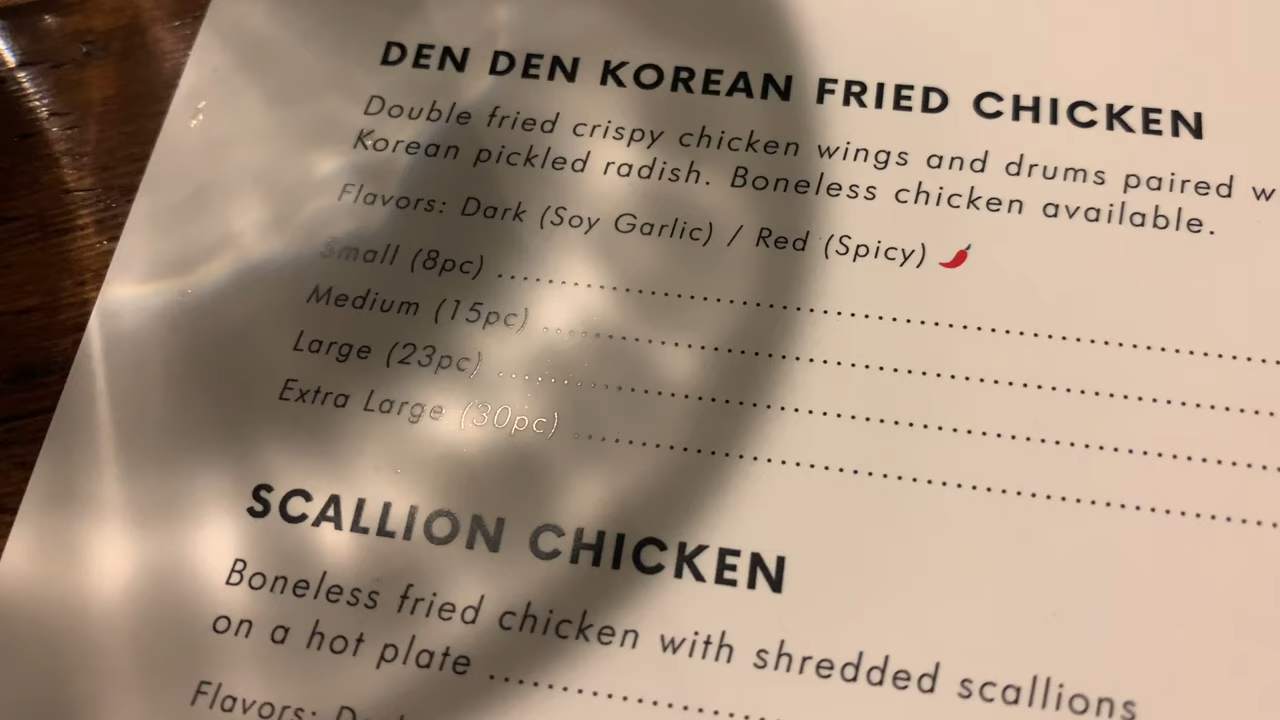 DEN DEN KOREAN FRIED CHICKEN
Double fried crispy chicken wings and drums paired
Korean pickled radish. Boneless chicken available.
Flavors: Dark (Soy Garlic) / Red (Spicy)
Small (8pc) ........................................
Medium (15pc) ........................................
Large (23pc) ........................................
Extra Large (30pc) ........................................
SCALLION CHICKEN
Boneless fried chicken with shredded scallions
on a hot plate ....................
Flavors: